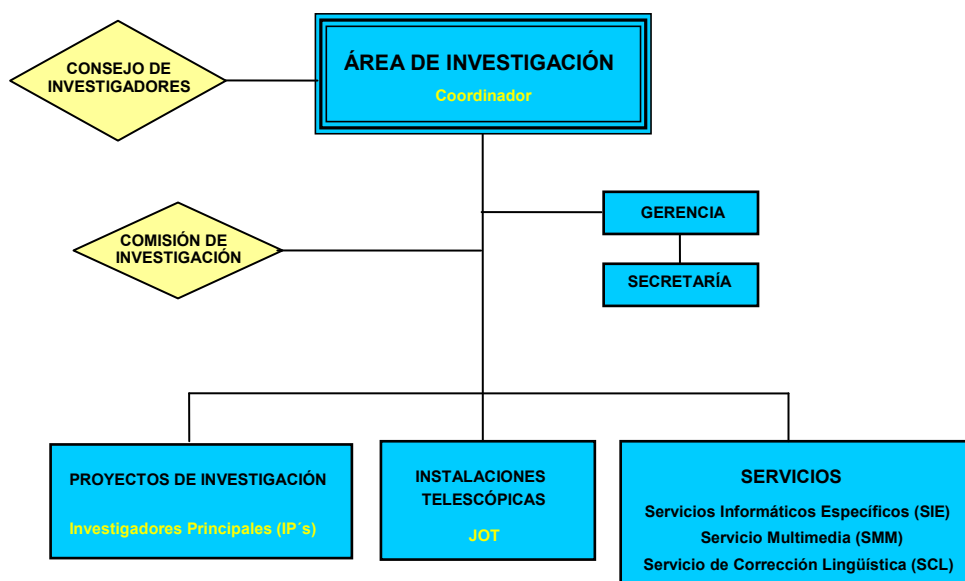 CONSEJO DE
INVESTIGADORES
ÁREA DE INVESTIGACIÓN
Coordinador
GERENCIA
COMISIÓN DE
INVESTIGACIÓN
SECRETARÍA
PROYECTOS DE INVESTIGACIÓN
Investigadores Principales (IP´s)
INSTALACIONES
TELESCÓPICAS
JOT
SERVICIOS
Servicios Informáticos Específicos (SIE)
Servicio Multimedia (SMM)
Servicio de Corrección Lingüística (SCL)